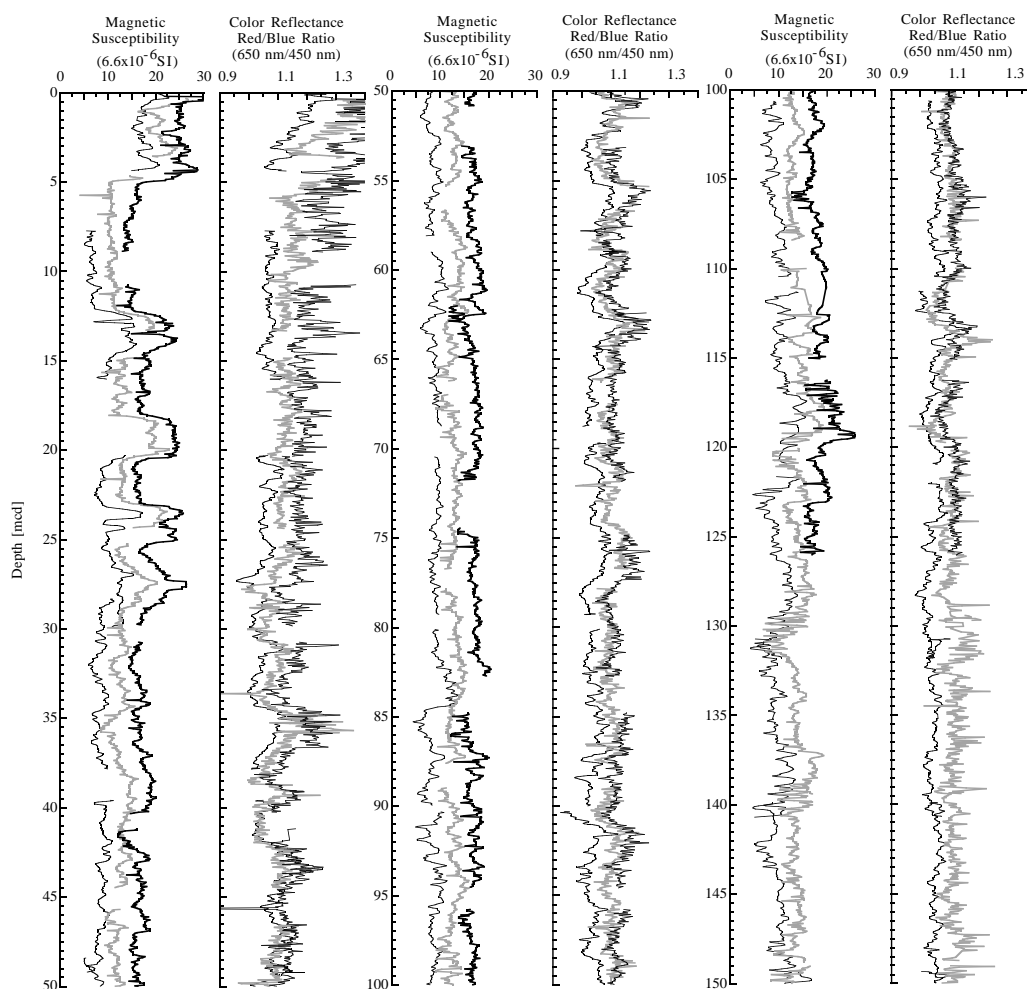 Magnetic
Susceptibility
(6.6x10-6SI)
0 10 20 30
Color Reflectance
Red/Blue Ratio
(650 nm/450 nm)
0.9 1.1 1.3
Magnetic
Susceptibility
(6.6x10-6SI)
0 10 20 30
Color Reflectance
Red/Blue Ratio
(650 nm/450 nm)
0.9 1.1 1.3
Magnetic
Susceptibility
(6.6x10-6SI)
0 10 20 30
Color Reflectance
Red/Blue Ratio
(650 nm/450 nm)
0.9 1.1 1.3
Depth [mcd]
0
5
10
15
20
25
30
35
40
45
50
50
55
60
65
70
75
80
85
90
95
100
100
105
110
115
120
125
130
135
140
145
150